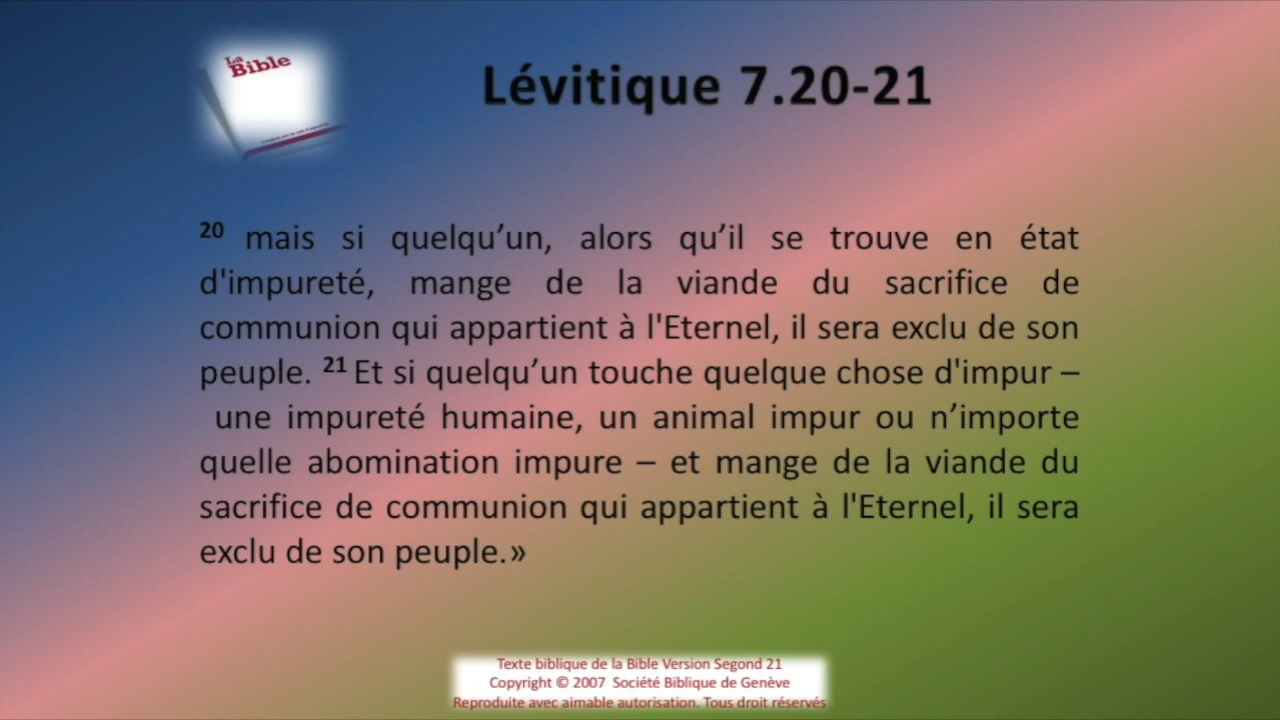 La
Bible
Lévitique 7.20-21
20 mais si quelqu’un, alors qu’il se trouve en état
d'impureté, mange de la viande du sacrifice de
communion qui appartient à l'Eternel, il sera exclu de son
peuple. 21 Et si quelqu’un touche quelque chose d'impur –
une impureté humaine, un animal impur ou n’importe
quelle abomination impure – et mange de la viande du
sacrifice de communion qui appartient à l'Eternel, il sera
exclu de son peuple.»
Texte biblique de la Bible Version Segond 21
Copyright © 2007 Société Biblique de Genève
Reproduite avec aimable autorisation. Tous droit réservés